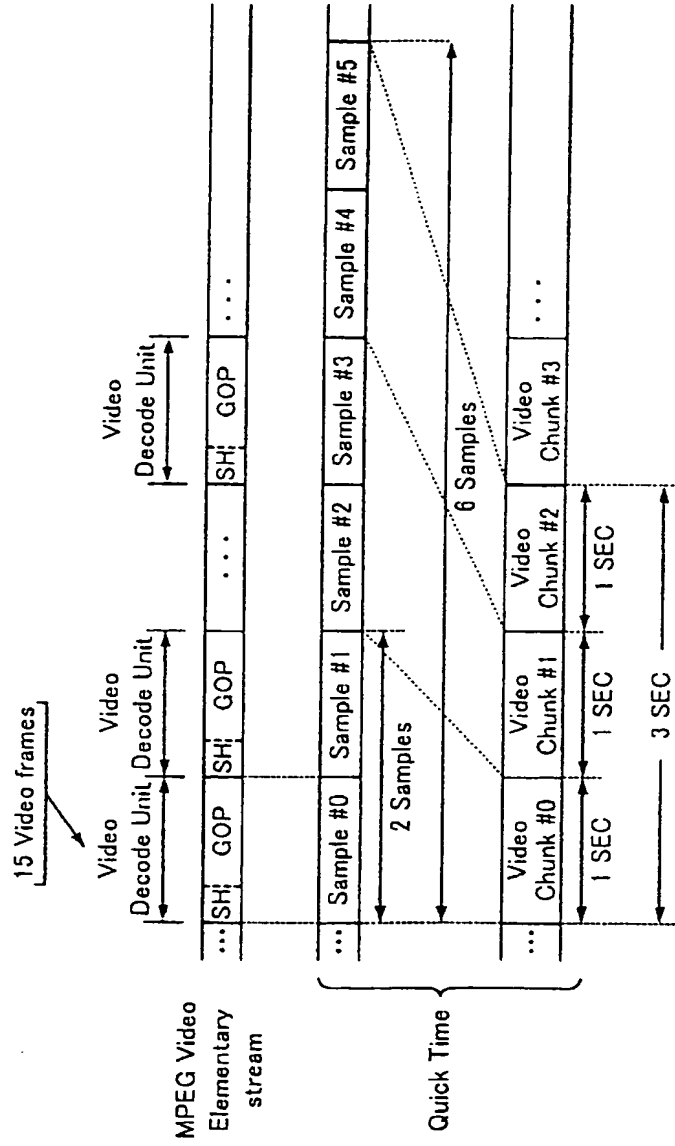 15 Video frames
Video
Decode Unit
Video
Decode Unit
Video
Decode Unit
MPEG Video
Elementary
stream
... SH GOP SH GOP ... SH GOP ...
Quick Time
... Sample #0 Sample #1 Sample #2 Sample #3 Sample #4 Sample #5
2 Samples
6 Samples
... Video
Chunk #0
Video
Chunk #1
Video
Chunk #2
Video
Chunk #3
...
1 SEC
1 SEC
1 SEC
3 SEC